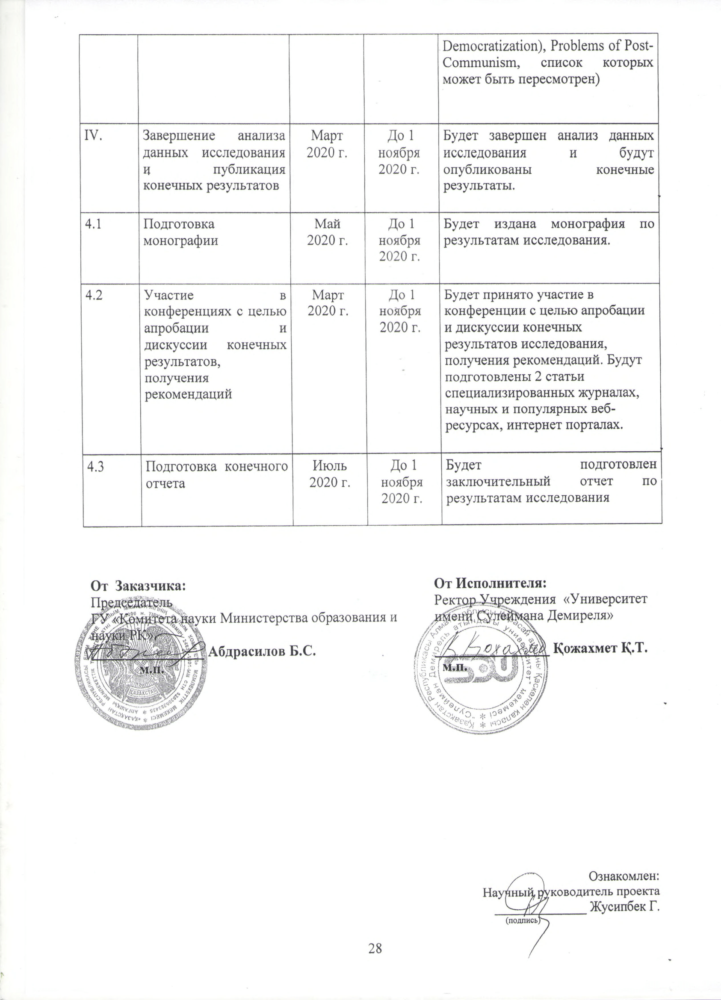 Democratization), Problems of Post-
Communism, список которых
может быть пересмотрен)
IV.
Завершение анализа
данных исследования
и публикация
конечных результатов
Март
2020 г.
До 1
ноября
2020 г.
Будет завершен анализ данных
исследования и будут
опубликованы конечные
результаты.
4.1
Подготовка
монографии
Май
2020 г.
До 1
ноября
2020 г.
Будет издана монография по
результатам исследования.
4.2
Участие в
конференциях с целью
апробации и
дискуссии конечных
результатов,
получения
рекомендаций
Март
2020 г.
До 1
ноября
2020 г.
Будет принято участие в
конференции с целью апробации
и дискуссии конечных
результатов исследования,
получения рекомендаций. Будут
подготовлены 2 статьи
специализированных журналах,
научных и популярных веб-
ресурсах, интернет порталах.
4.3
Подготовка конечного
отчета
Июль
2020 г.
До 1
ноября
2020 г.
Будет подготовлен
заключительный отчет по
результатам исследования
От Заказчика:
Председатель
ГУ «Комитета науки Министерства образования и
науки РК»
Абдрасилов Б.С.
м.п.
ҚАЗАҚСТАН
От Исполнителя:
Ректор Учреждения «Университет
имени Сулеймана Демиреля»
Қожахмет Қ.Т.
м.п.
SDU
Қазақстан Республикасы Алматы облысы Қарасай ауданы Қаскелең қаласы
"Сулейман Демирель атындағы университет" мекемесі
Ознакомлен:
Научный руководитель проекта
Жусипбек Г.
(подпись)
28